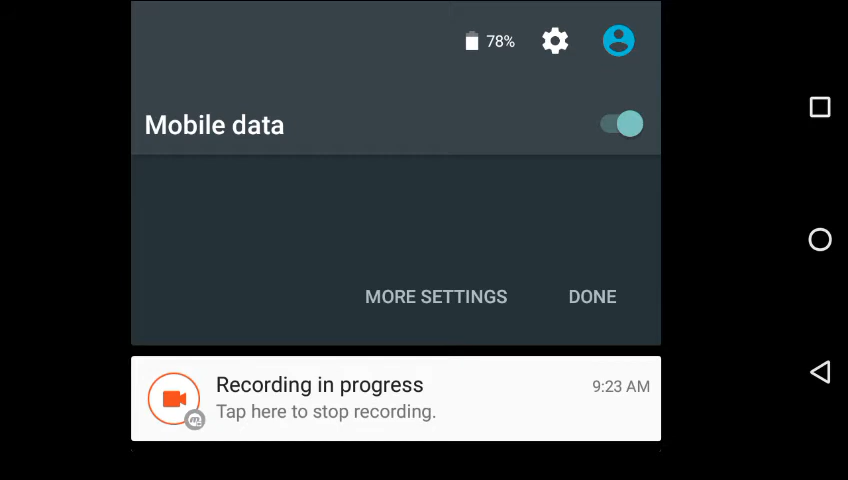 78%
Mobile data
MORE SETTINGS DONE
Recording in progress 9:23 AM
Tap here to stop recording.